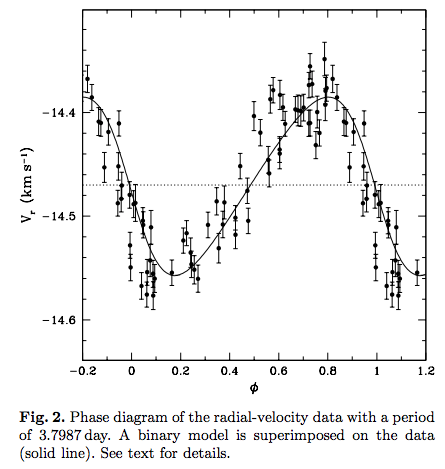 −14.4
−14.5
−14.6
V_r (km s⁻¹)
−0.2 0 0.2 0.4 0.6 0.8 1 1.2
ϕ
Fig. 2. Phase diagram of the radial-velocity data with a period
of 3.7987 day. A binary model is superimposed on the data
(solid line). See text for details.